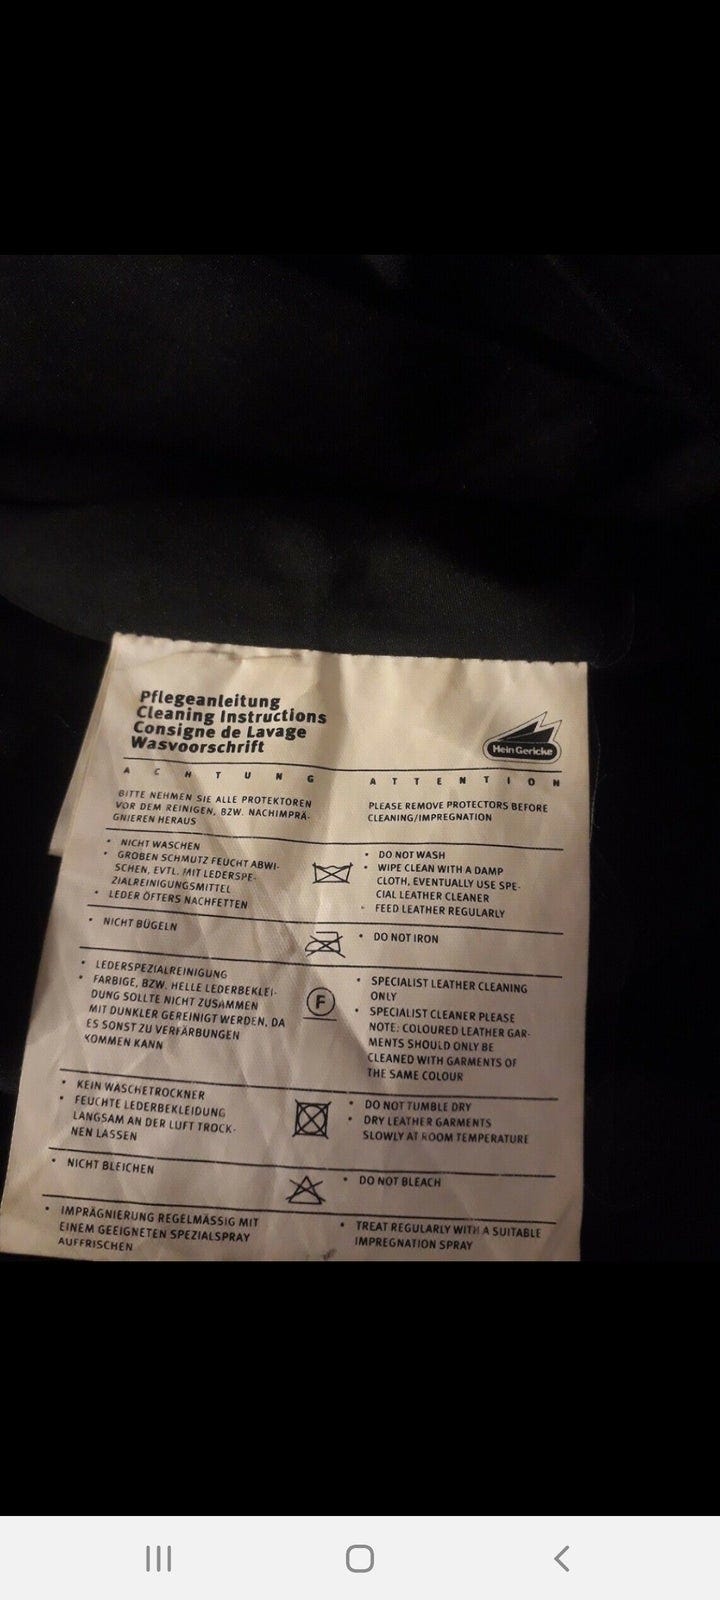 Pflegeanleitung
Cleaning Instructions
Consigne de Lavage
Wasvoorschrift
Hein Gericke
ACHTUNG
ATTENTION
BITTE NEHMEN SIE ALLE PROTEKTOREN
VOR DEM REINIGEN, BZW. NACHIMPRÄ-
GNIEREN HERAUS
PLEASE REMOVE PROTECTORS BEFORE
CLEANING/IMPREGNATION
• NICHT WASCHEN
• GROBEN SCHMUTZ FEUCHT ABWI-
SCHEN, EVTL. MIT LEDERSPE-
ZIALREINIGUNGSMITTEL
• LEDER ÖFTERS NACHFETTEN
• DO NOT WASH
• WIPE CLEAN WITH A DAMP
CLOTH, EVENTUALLY USE SPE-
CIAL LEATHER CLEANER
• FEED LEATHER REGULARLY
• NICHT BÜGELN
• DO NOT IRON
• LEDERSPEZIALREINIGUNG
• FARBIGE, BZW. HELLE LEDERBEKLEI-
DUNG SOLLTE NICHT ZUSAMMEN
MIT DUNKLER GEREINIGT WERDEN, DA
ES SONST ZU VERFÄRBUNGEN
KOMMEN KANN
F
• SPECIALIST LEATHER CLEANING
ONLY
• SPECIALIST CLEANER PLEASE
NOTE: COLOURED LEATHER GAR-
MENTS SHOULD ONLY BE
CLEANED WITH GARMENTS OF
THE SAME COLOUR
• KEIN WASCHETROCKNER
• FEUCHTE LEDERBEKLEIDUNG
LANGSAM AN DER LUFT TROCK-
NEN LASSEN
• DO NOT TUMBLE DRY
• DRY LEATHER GARMENTS
SLOWLY AT ROOM TEMPERATURE
• NICHT BLEICHEN
• DO NOT BLEACH
• IMPRÄGNIERUNG REGELMÄSSIG MIT
EINEM GEEIGNETEN SPEZIALSPRAY
AUFFRISCHEN
• TREAT REGULARLY WITH A SUITABLE
IMPREGNATION SPRAY